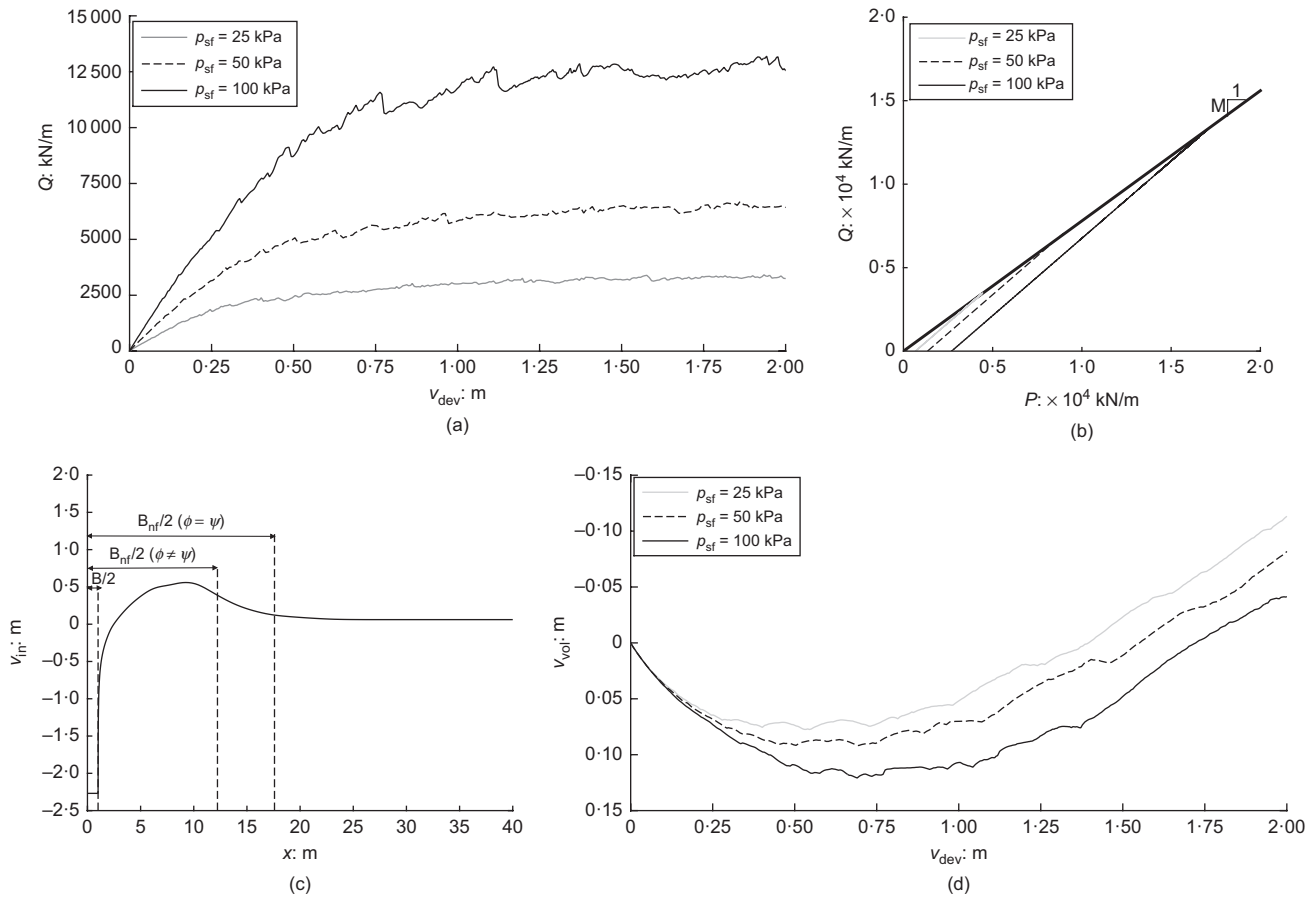 15 000
12 500
10 000
7500
5000
2500
0
Q: kN/m
p_sf = 25 kPa
p_sf = 50 kPa
p_sf = 100 kPa
0
0·25
0·50
0·75
1·00
1·25
1·50
1·75
2·00
v_dev: m
(a)
2·0
1·5
1·0
0·5
0
Q: × 10⁴ kN/m
p_sf = 25 kPa
p_sf = 50 kPa
p_sf = 100 kPa
1
M
0
0·5
1·0
1·5
2·0
P: × 10⁴ kN/m
(b)
2·0
1·5
1·0
0·5
0
–0·5
–1·0
–1·5
–2·0
–2·5
v_in: m
B_nf/2 (ϕ = ψ)
B_nf/2 (ϕ ≠ ψ)
B/2
0
5
10
15
20
25
30
35
40
x: m
(c)
–0·15
–0·10
–0·05
0
0·05
0·10
0·15
v_vol: m
p_sf = 25 kPa
p_sf = 50 kPa
p_sf = 100 kPa
0
0·25
0·50
0·75
1·00
1·25
1·50
1·75
2·00
v_dev: m
(d)